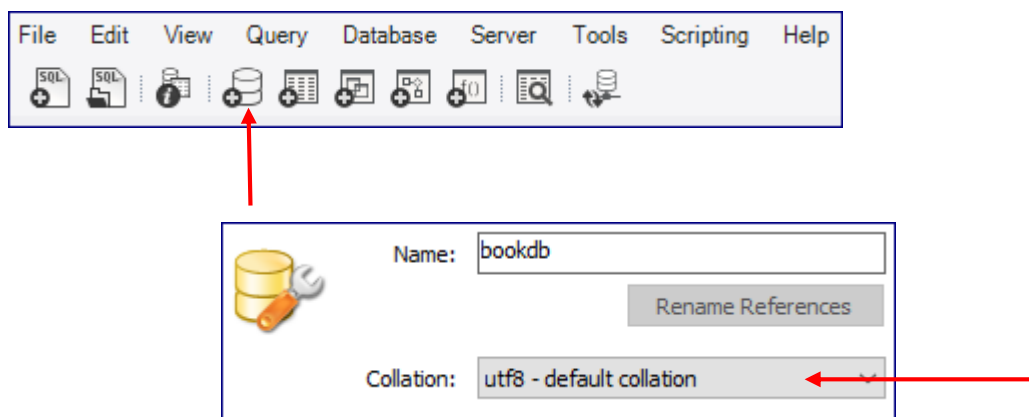 File Edit View Query Database Server Tools Scripting Help
SQL SQL f()
Name: bookdb
Rename References
Collation: utf8 - default collation